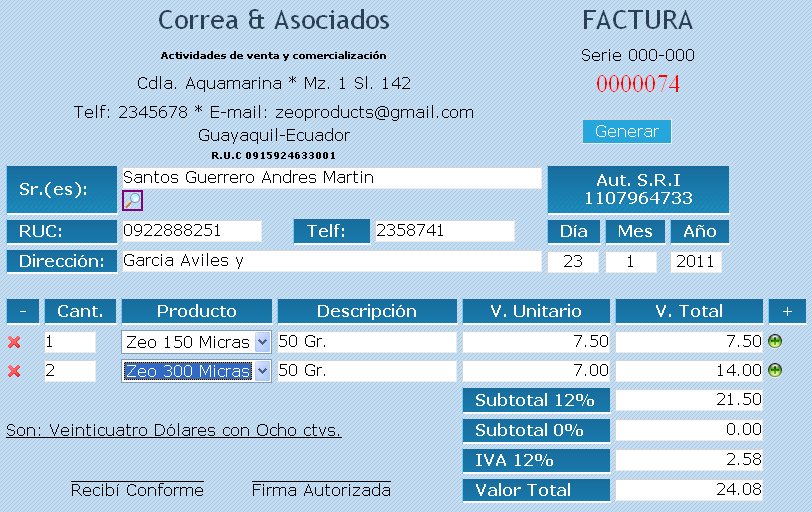 Correea & Asociados FACTURA
Actividades de venta y comercialización Serie 000-000
Cdla. Aquamarina * Mz. 1 Sl. 142 0000074
Telf: 2345678 * E-mail: zeoproducts@gmail.com
Guayaquil-Ecuador Generar
R.U.C 0915924633001
Sr.(es): Santos Guerrero Andres Martin Aut. S.R.I
1107964733
RUC: 0922888251 Telf: 2358741 Día Mes Año
Dirección: Garcia Aviles y 23 1 2011
- Cant. Producto Descripción V. Unitario V. Total +
1 Zeo 150 Micras 50 Gr. 7.50 7.50
2 Zeo 300 Micras 50 Gr. 7.00 14.00
Subtotal 12% 21.50
Son: Veinticuatro Dólares con Ocho ctvs. Subtotal 0% 0.00
IVA 12% 2.58
Recibí Conforme Firma Autorizada Valor Total 24.08